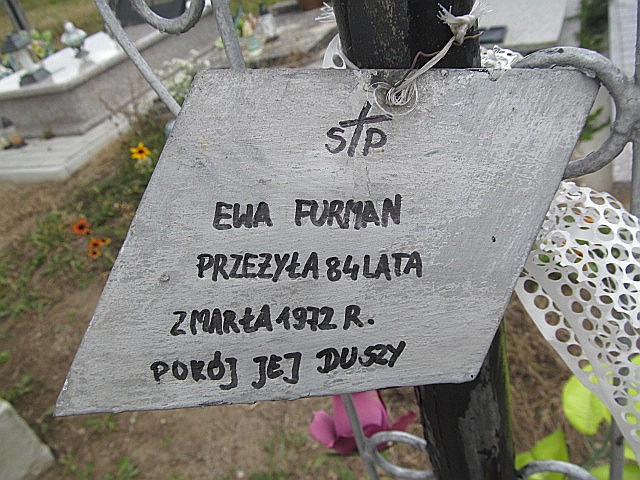 S†P
EWA FURMAN
PRZEŻYŁA 84 LATA
ZMARŁA 1972 R.
POKÓJ JEJ DUSZY